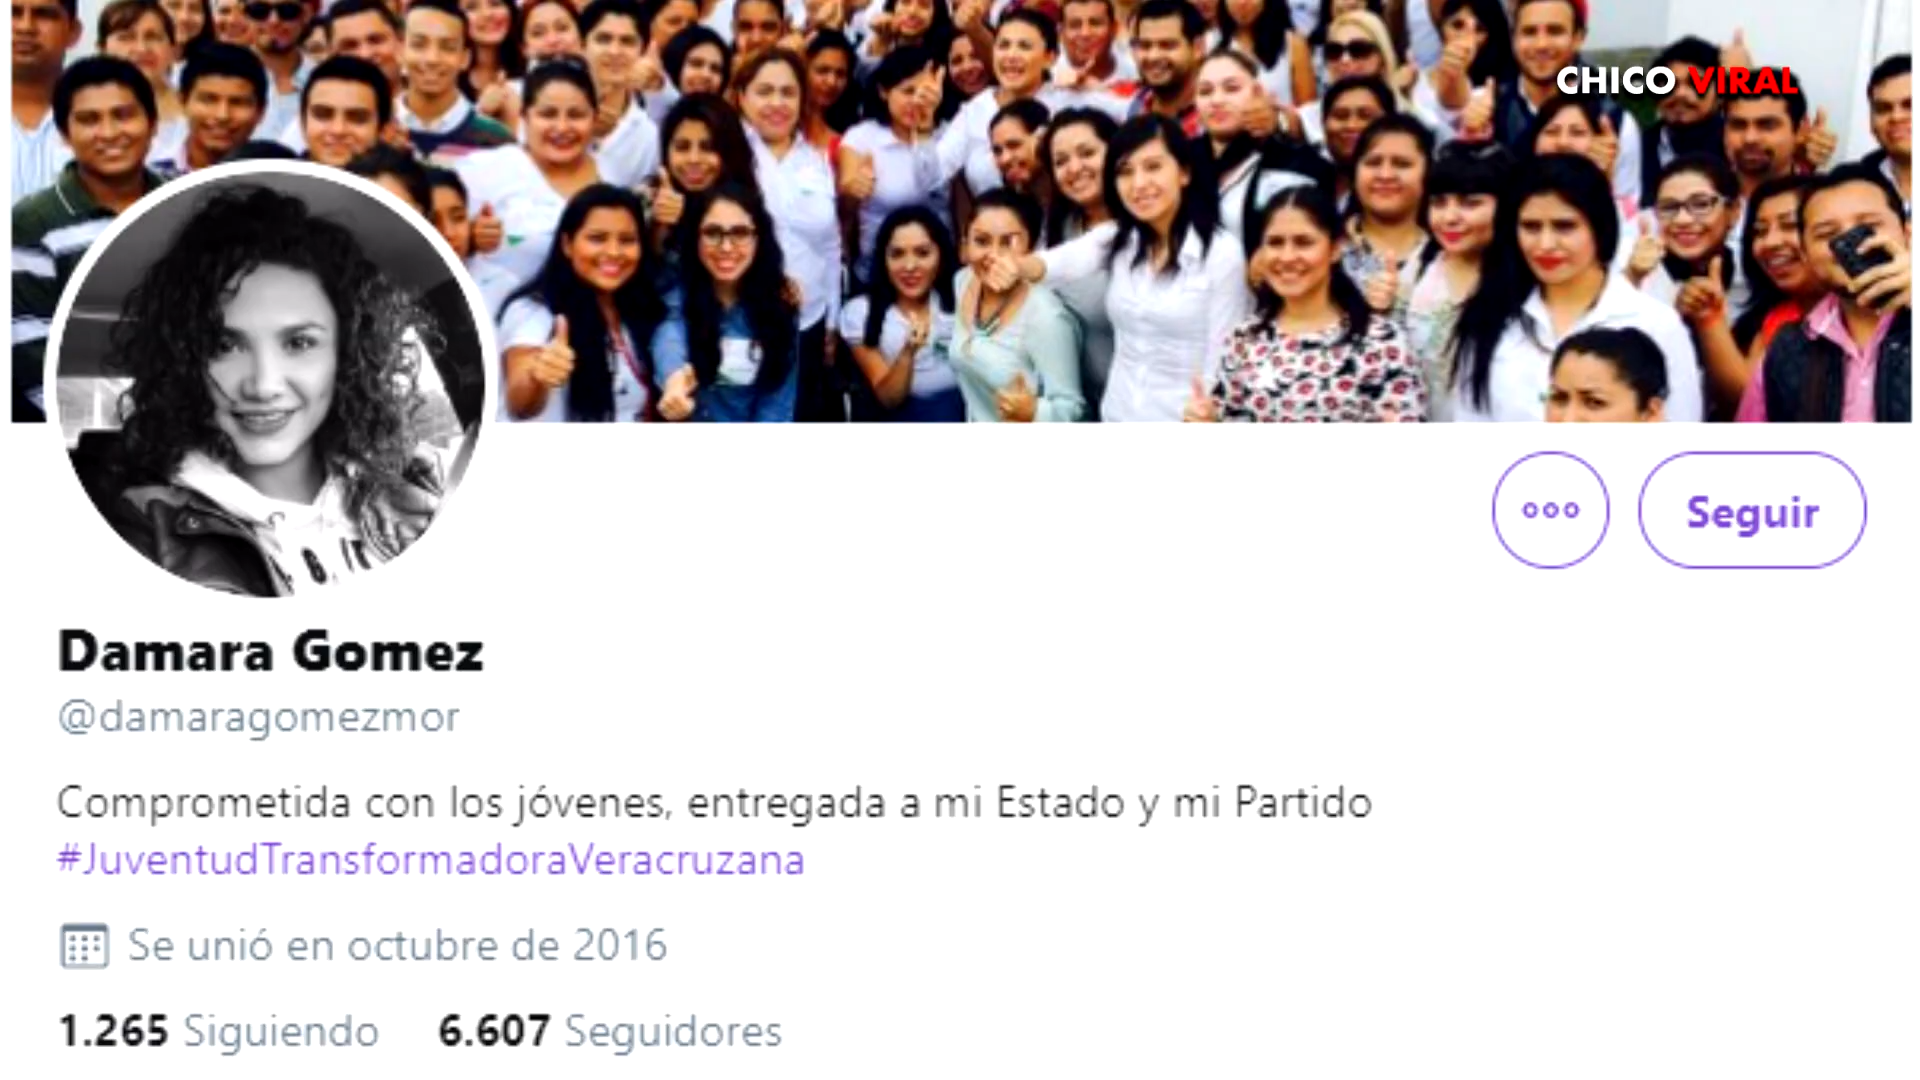 CHICO VIRAL
Damara Gomez
@damaragomezmor
Comprometida con los jóvenes, entregada a mi Estado y mi Partido
#JuventudTransformadoraVeracruzana
Se unió en octubre de 2016
1.265 Siguiendo 6.607 Seguidores
Seguir